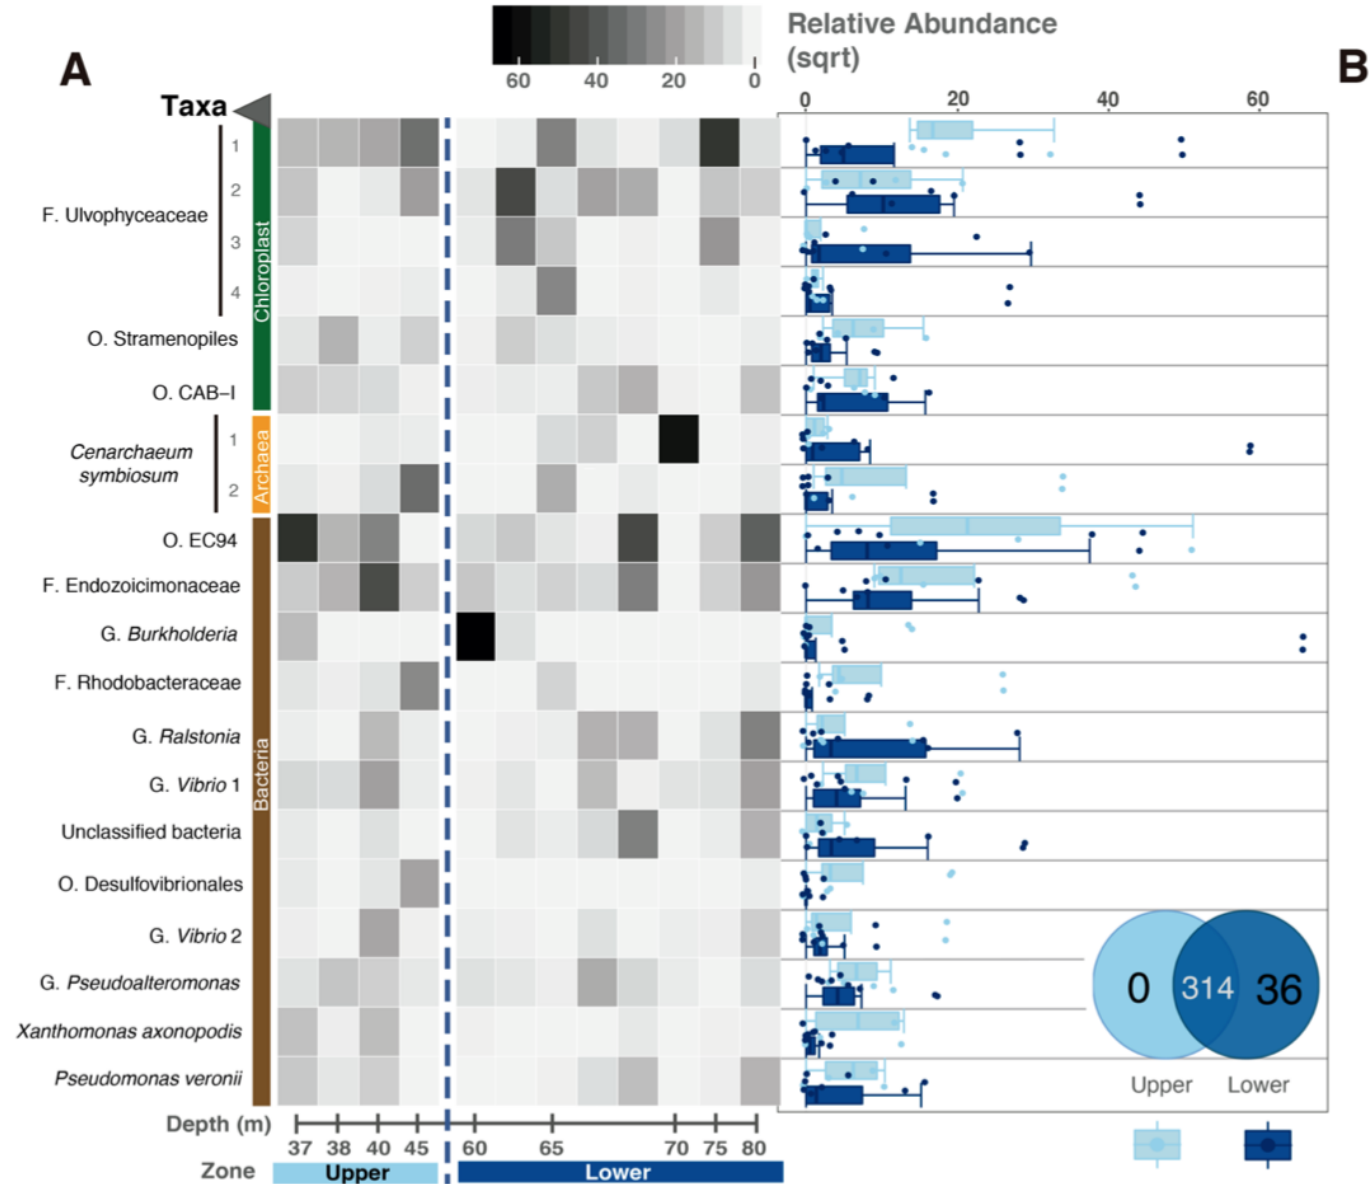 A
B
Relative Abundance
(sqrt)
60 40 20 0
Taxa
0 20 40 60
F. Ulvophyceaceae
1
2
3
4
O. Stramenopiles
O. CAB–I
Chloroplast
Cenarchaeum
symbiosum
1
2
Archaea
O. EC94
F. Endozoicimonaceae
G. Burkholderia
F. Rhodobacteraceae
G. Ralstonia
G. Vibrio 1
Unclassified bacteria
O. Desulfovibrionales
G. Vibrio 2
G. Pseudoalteromonas
Xanthomonas axonopodis
Pseudomonas veronii
Bacteria
0 314 36
Upper Lower
Depth (m)
37 38 40 45 60 65 70 75 80
Zone
Upper Lower